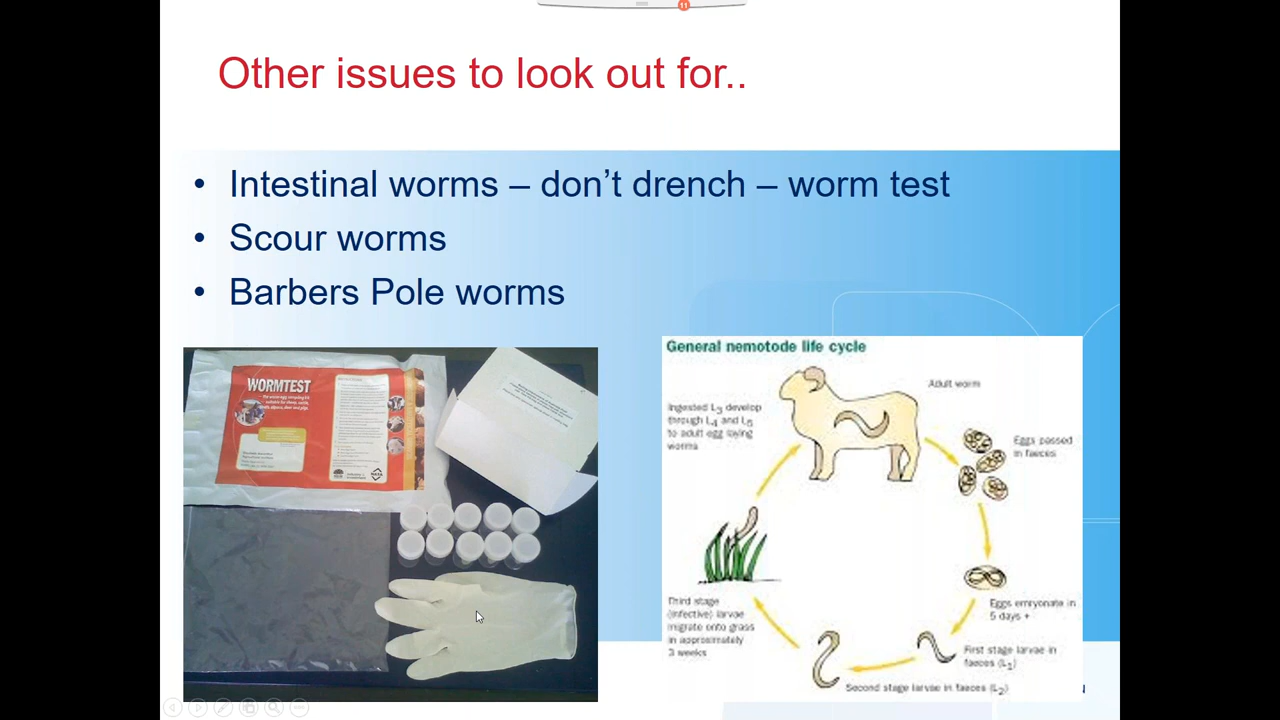 11
Other issues to look out for..
• Intestinal worms – don’t drench – worm test
• Scour worms
• Barbers Pole worms
WORMTEST
General nemotode life cycle
Adult worm
Ingested L3 develop
through L4 and L5
to adult egg laying
worms
Eggs passed
in faeces
Eggs emryonate in
5 days +
Third stage
(infective) larvae
migrate onto grass
in approximately
3 weeks
First stage larvae in
faeces (L1)
Second stage larvae in faeces (L2)